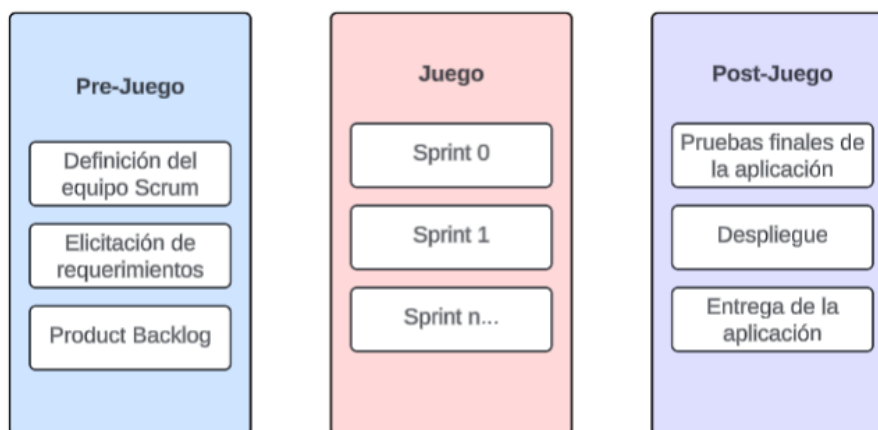 Pre-Juego
Definición del
equipo Scrum
Elicitación de
requerimientos
Product Backlog
Juego
Sprint 0
Sprint 1
Sprint n...
Post-Juego
Pruebas finales de
la aplicación
Despliegue
Entrega de la
aplicación